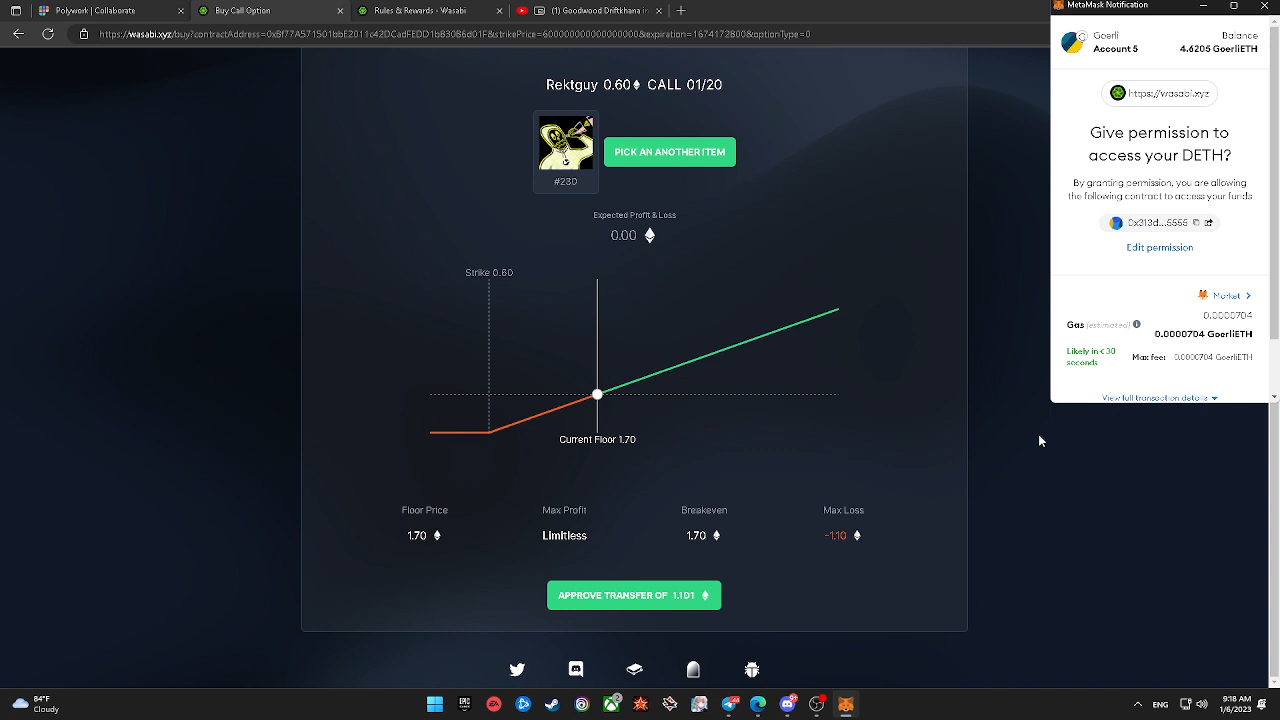 Polywork | Collaborate
Buy Call Option
Rules & Rewards - Wasabi
(1) Goodwood Driftkhana in
MetaMask Notification
Goerli
Account 5
Balance
4.6205 GoerliETH
https://wasabi.xyz
Give permission to
access your DETH?
By granting permission, you are allowing
the following contract to access your funds
0x313d...5555
Edit permission
Market
0.0000704
Gas (estimated)
0.0000704 GoerliETH
Likely in < 30
seconds
Max fee: 0.0000704 GoerliETH
View full transaction details
Rektguy 0.60 CALL 01/20
PICK AN ANOTHER ITEM
#230
Expected Profit & Loss
0.00
Strike 0.60
Current Floor 1.70
Floor Price
1.70
Max Profit
Limitless
Breakeven
1.70
Max Loss
-1.10
APPROVE TRANSFER OF 1.101
84°F
Cloudy
ENG
9:18 AM
1/6/2023